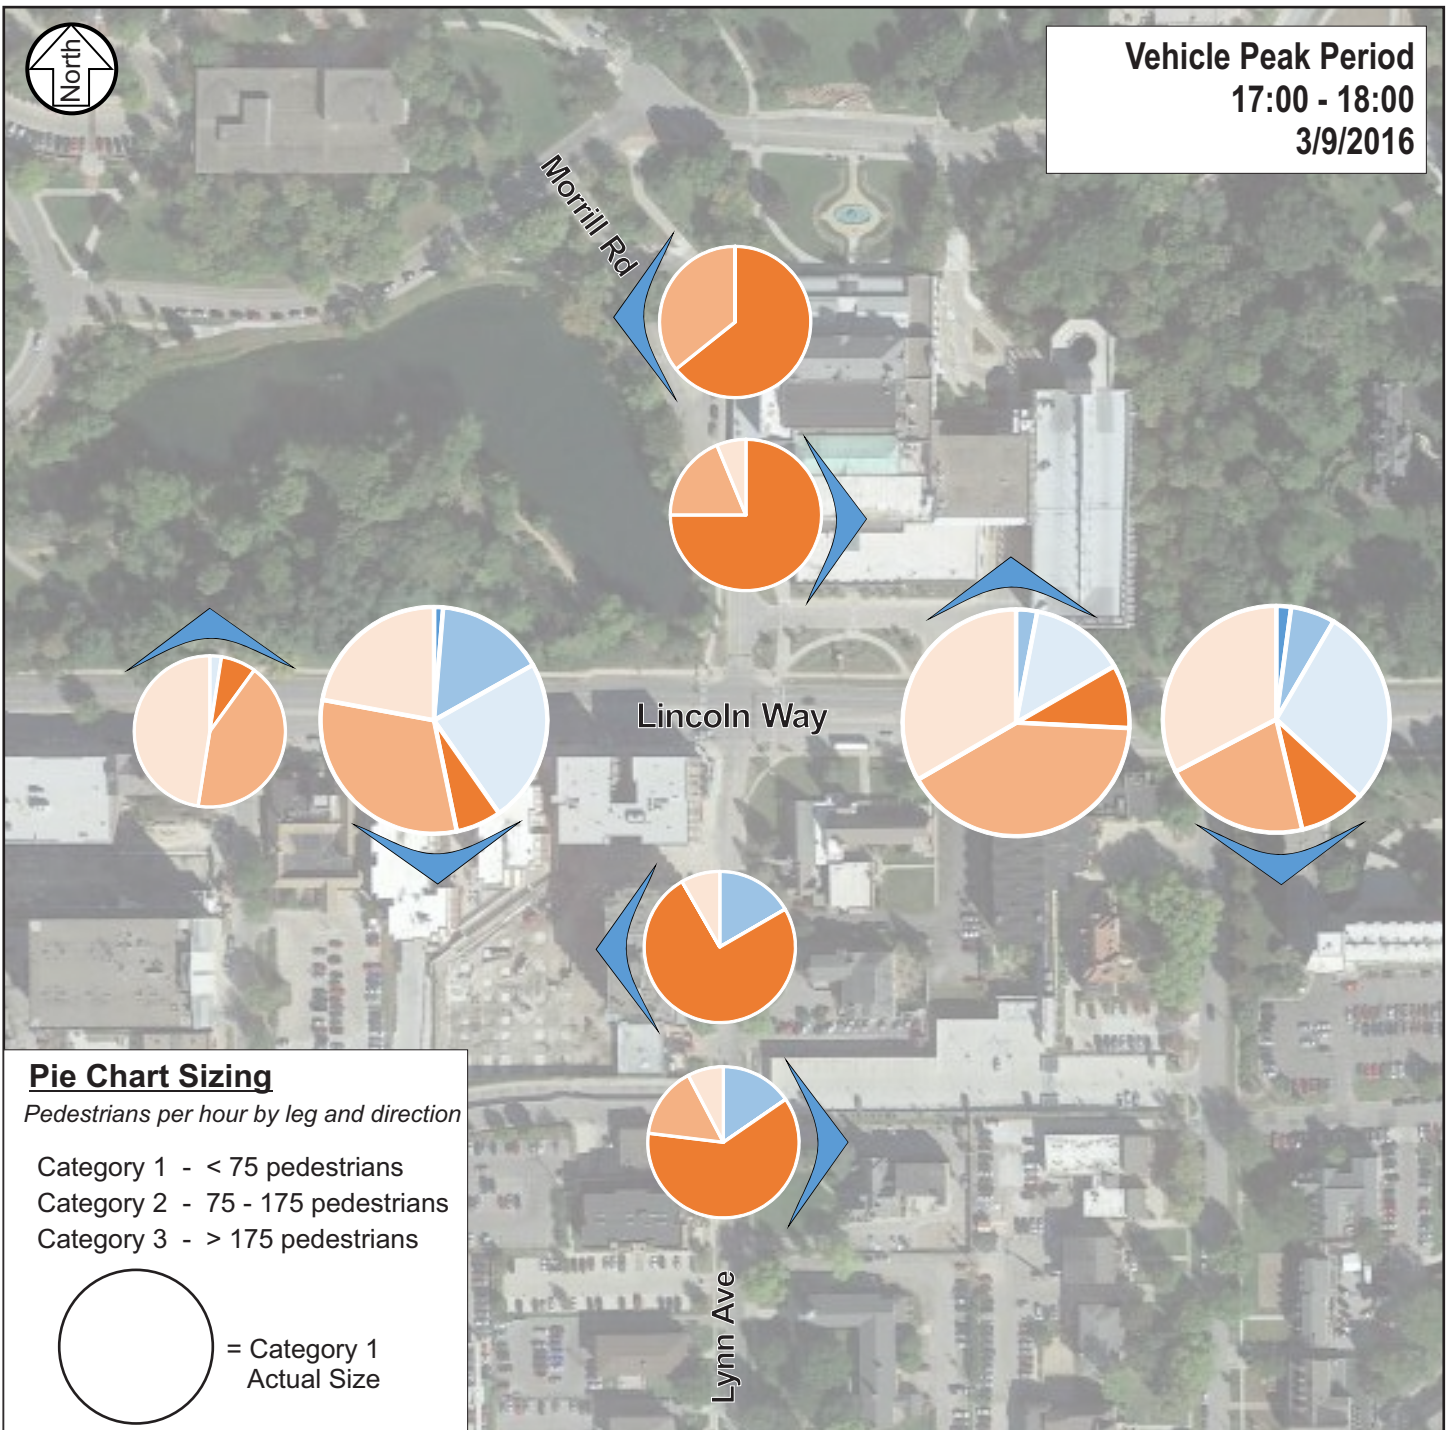 North
Vehicle Peak Period
17:00 - 18:00
3/9/2016
Morrill Rd
Lincoln Way
Pie Chart Sizing
Pedestrians per hour by leg and direction
Category 1 - < 75 pedestrians
Category 2 - 75 - 175 pedestrians
Category 3 - > 175 pedestrians
= Category 1
Actual Size
Lynn Ave